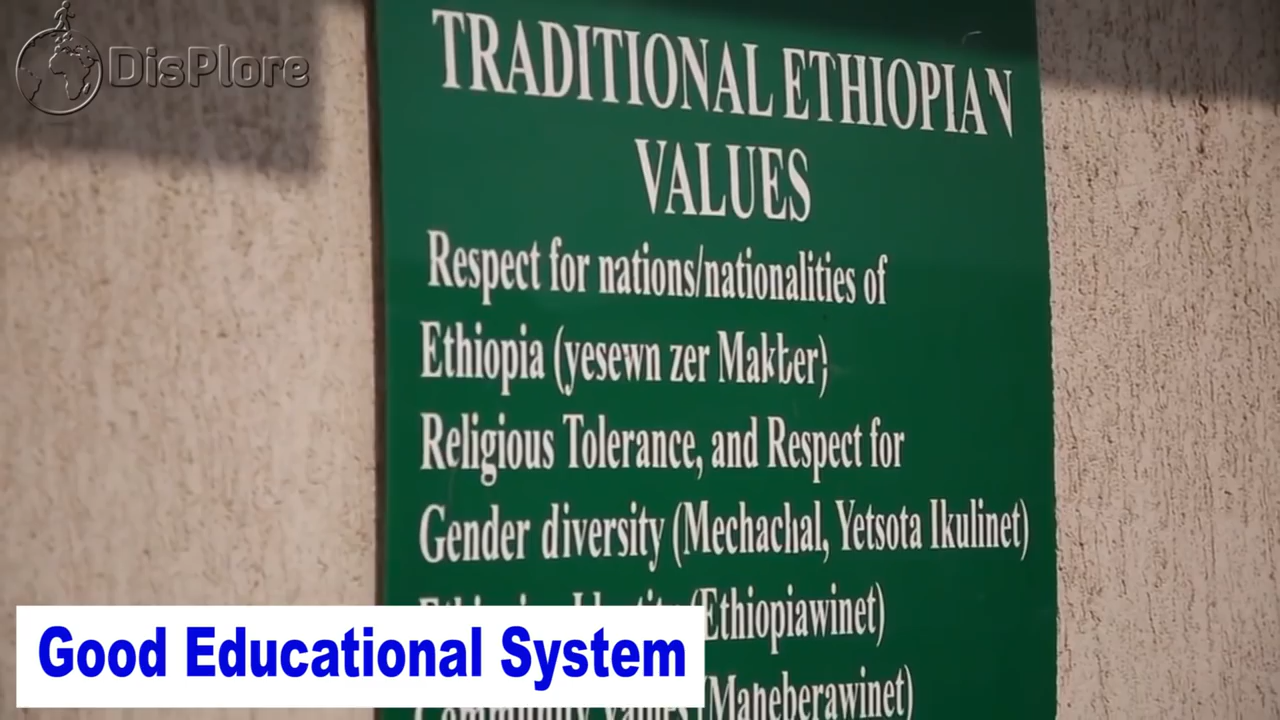 DisPlore
TRADITIONAL ETHIOPIAN
VALUES
Respect for nations/nationalities of
Ethiopia (yesewn zer Makber)
Religious Tolerance, and Respect for
Gender diversity (Mechachal, Yetsota Ikulinet)
(Ethiopiawinet)
(Maheberawinet)
Good Educational System